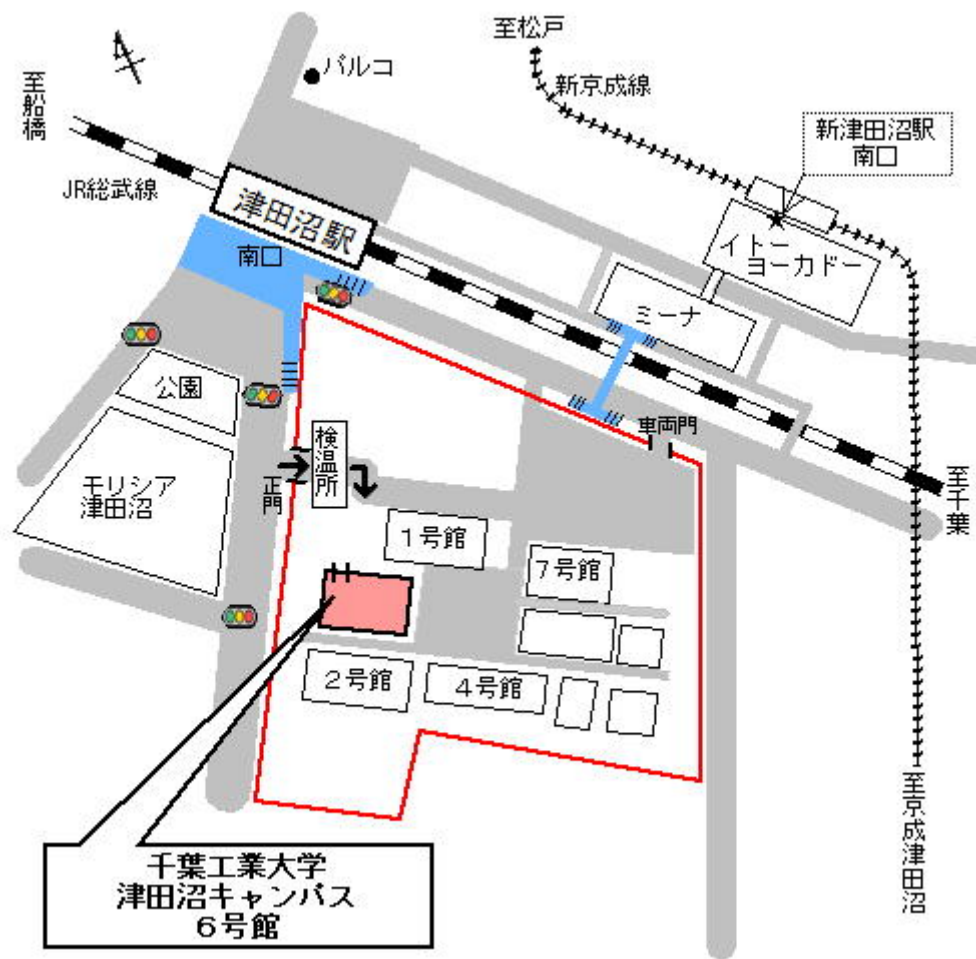 至松戸
パルコ
新京成線
至船橋
新津田沼駅
南口
JR総武線
津田沼駅
南口
イトー
ヨーカドー
ミーナ
公園
車両門
検温所
正門
モリシア
津田沼
至千葉
1号館
7号館
2号館
4号館
至京成津田沼
千葉工業大学
津田沼キャンパス
6号館